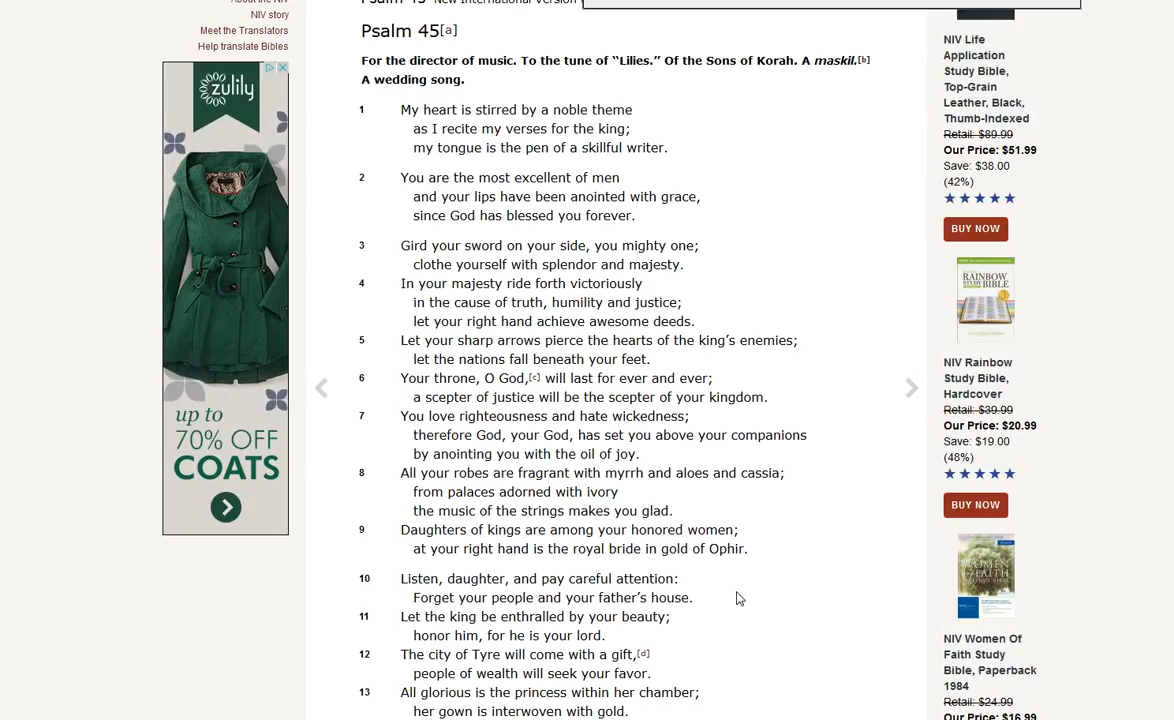 About the NIV
NIV story
Meet the Translators
Help translate Bibles
zulily
up to
70% OFF
COATS
Psalm 45 New International Version
Psalm 45[a]
For the director of music. To the tune of “Lilies.” Of the Sons of Korah. A maskil.[b]
A wedding song.
1 My heart is stirred by a noble theme
as I recite my verses for the king;
my tongue is the pen of a skillful writer.
2 You are the most excellent of men
and your lips have been anointed with grace,
since God has blessed you forever.
3 Gird your sword on your side, you mighty one;
clothe yourself with splendor and majesty.
4 In your majesty ride forth victoriously
in the cause of truth, humility and justice;
let your right hand achieve awesome deeds.
5 Let your sharp arrows pierce the hearts of the king’s enemies;
let the nations fall beneath your feet.
6 Your throne, O God,[c] will last for ever and ever;
a scepter of justice will be the scepter of your kingdom.
7 You love righteousness and hate wickedness;
therefore God, your God, has set you above your companions
by anointing you with the oil of joy.
8 All your robes are fragrant with myrrh and aloes and cassia;
from palaces adorned with ivory
the music of the strings makes you glad.
9 Daughters of kings are among your honored women;
at your right hand is the royal bride in gold of Ophir.
10 Listen, daughter, and pay careful attention:
Forget your people and your father’s house.
11 Let the king be enthralled by your beauty;
honor him, for he is your lord.
12 The city of Tyre will come with a gift,[d]
people of wealth will seek your favor.
13 All glorious is the princess within her chamber;
her gown is interwoven with gold.
NIV Life
Application
Study Bible,
Top-Grain
Leather, Black,
Thumb-Indexed
Retail: $89.99
Our Price: $51.99
Save: $38.00
(42%)
BUY NOW
RAINBOW
STUDY BIBLE
NIV Rainbow
Study Bible,
Hardcover
Retail: $39.99
Our Price: $20.99
Save: $19.00
(48%)
BUY NOW
WOMEN
OF FAITH
STUDY BIBLE
NIV Women Of
Faith Study
Bible, Paperback
1984
Retail: $24.99
Our Price: $16.99